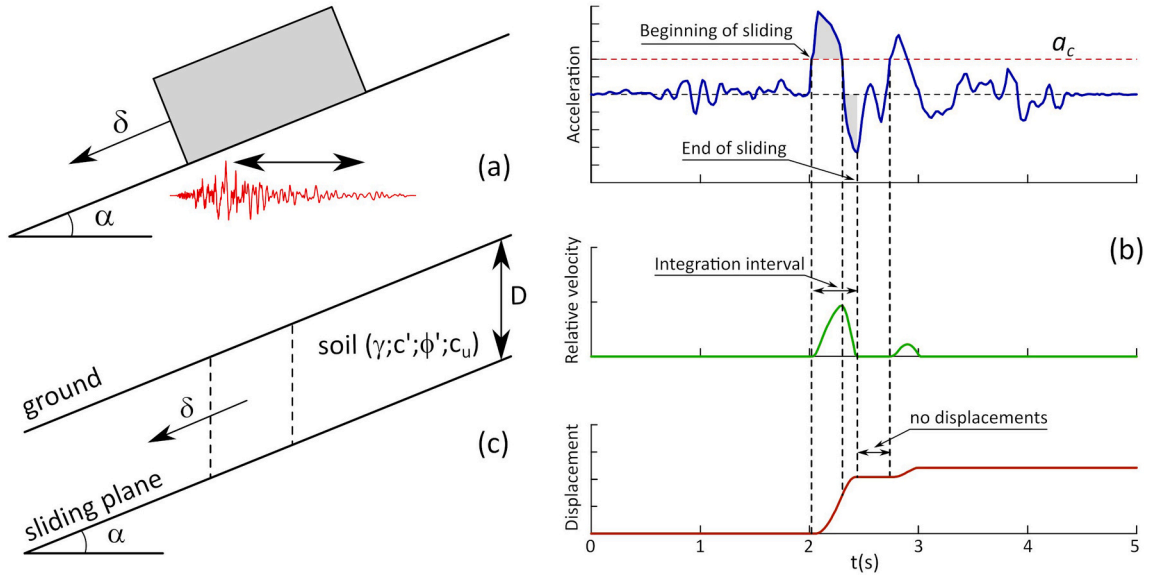 δ
α
(a)
D
soil (γ;c';ϕ';cᵤ)
ground
δ
(c)
sliding plane
α
Acceleration
Beginning of sliding
a_c
End of sliding
Relative velocity
Integration interval
(b)
Displacement
no displacements
0 1 2 3 4 5
t(s)